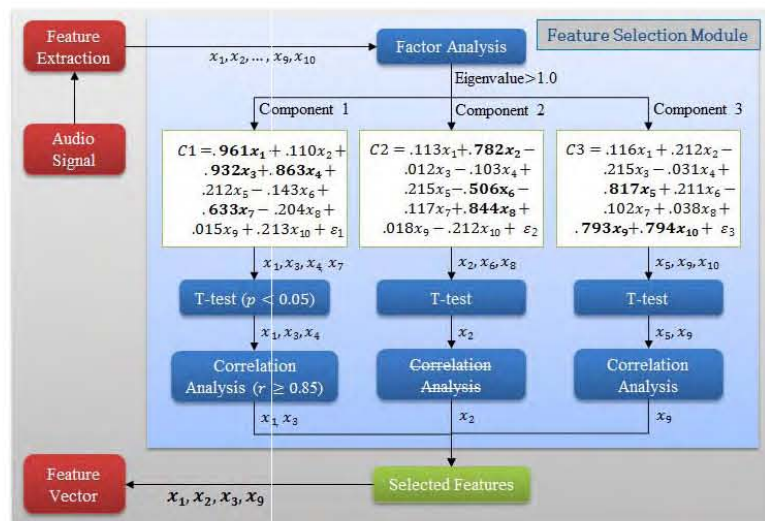 Feature
Extraction
x₁, x₂, ... , x₉, x₁₀
Factor Analysis
Feature Selection Module
Eigenvalue>1.0
Audio
Signal
Component 1
Component 2
Component 3
C1 = .961x₁ + .110x₂ +
.932x₃ + .863x₄ +
.212x₅ − .143x₆ +
.633x₇ − .204x₈ +
.015x₉ + .213x₁₀ + ε₁
C2 = .113x₁ + .782x₂ −
.012x₃ − .103x₄ +
.215x₅ − .506x₆ −
.117x₇ + .844x₈ +
.018x₉ − .212x₁₀ + ε₂
C3 = .116x₁ + .212x₂ −
.215x₃ − .031x₄ +
.817x₅ + .211x₆ −
.102x₇ + .038x₈ +
.793x₉ + .794x₁₀ + ε₃
x₁, x₃, x₄, x₇
x₂, x₆, x₈
x₅, x₉, x₁₀
T-test (p < 0.05)
T-test
T-test
x₁, x₃, x₄
x₂
x₅, x₉
Correlation
Analysis (r ≥ 0.85)
Correlation
Analysis
Correlation
Analysis
x₁, x₃
x₂
x₉
Feature
Vector
x₁, x₂, x₃, x₉
Selected Features